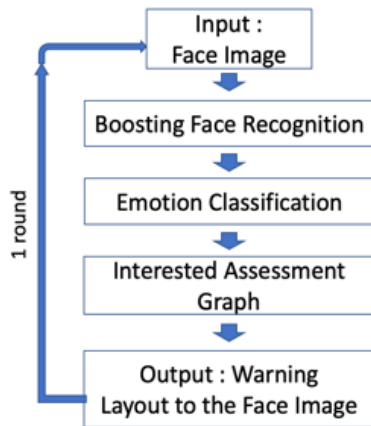 Input :
Face Image
Boosting Face Recognition
Emotion Classification
Interested Assessment
Graph
Output : Warning
Layout to the Face Image
1 round